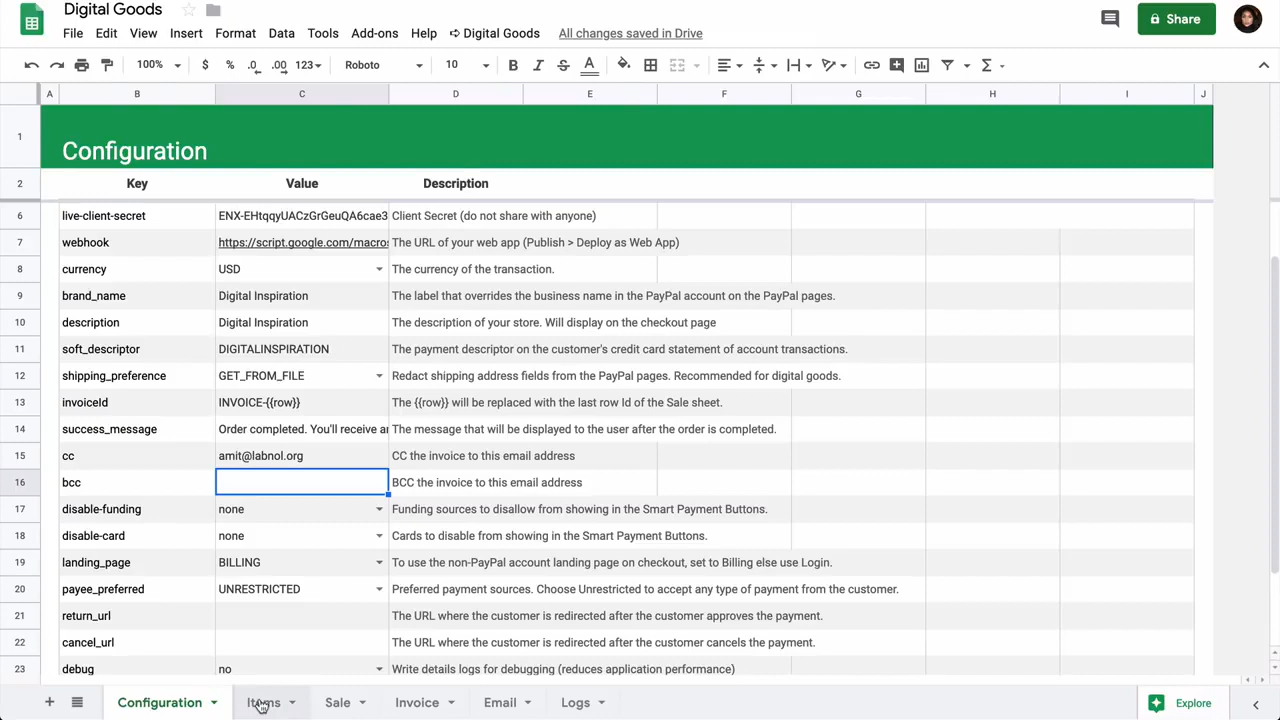 Digital Goods
File Edit View Insert Format Data Tools Add-ons Help Digital Goods All changes saved in Drive
Share
100% $ % .0 .00 123 Roboto 10 B I S A Σ
A B C D E F G H I J
1 Configuration
2 Key Value Description
6 live-client-secret ENX-EHtqqyUACzGrGeuQA6cae3 Client Secret (do not share with anyone)
7 webhook https://script.google.com/macros The URL of your web app (Publish > Deploy as Web App)
8 currency USD The currency of the transaction.
9 brand_name Digital Inspiration The label that overrides the business name in the PayPal account on the PayPal pages.
10 description Digital Inspiration The description of your store. Will display on the checkout page
11 soft_descriptor DIGITALINSPIRATION The payment descriptor on the customer's credit card statement of account transactions.
12 shipping_preference GET_FROM_FILE Redact shipping address fields from the PayPal pages. Recommended for digital goods.
13 invoiceId INVOICE-{{row}} The {{row}} will be replaced with the last row Id of the Sale sheet.
14 success_message Order completed. You'll receive an The message that will be displayed to the user after the order is completed.
15 cc amit@labnol.org CC the invoice to this email address
16 bcc BCC the invoice to this email address
17 disable-funding none Funding sources to disallow from showing in the Smart Payment Buttons.
18 disable-card none Cards to disable from showing in the Smart Payment Buttons.
19 landing_page BILLING To use the non-PayPal account landing page on checkout, set to Billing else use Login.
20 payee_preferred UNRESTRICTED Preferred payment sources. Choose Unrestricted to accept any type of payment from the customer.
21 return_url The URL where the customer is redirected after the customer approves the payment.
22 cancel_url The URL where the customer is redirected after the customer cancels the payment.
23 debug no Write details logs for debugging (reduces application performance)
Configuration Items Sale Invoice Email Logs Explore